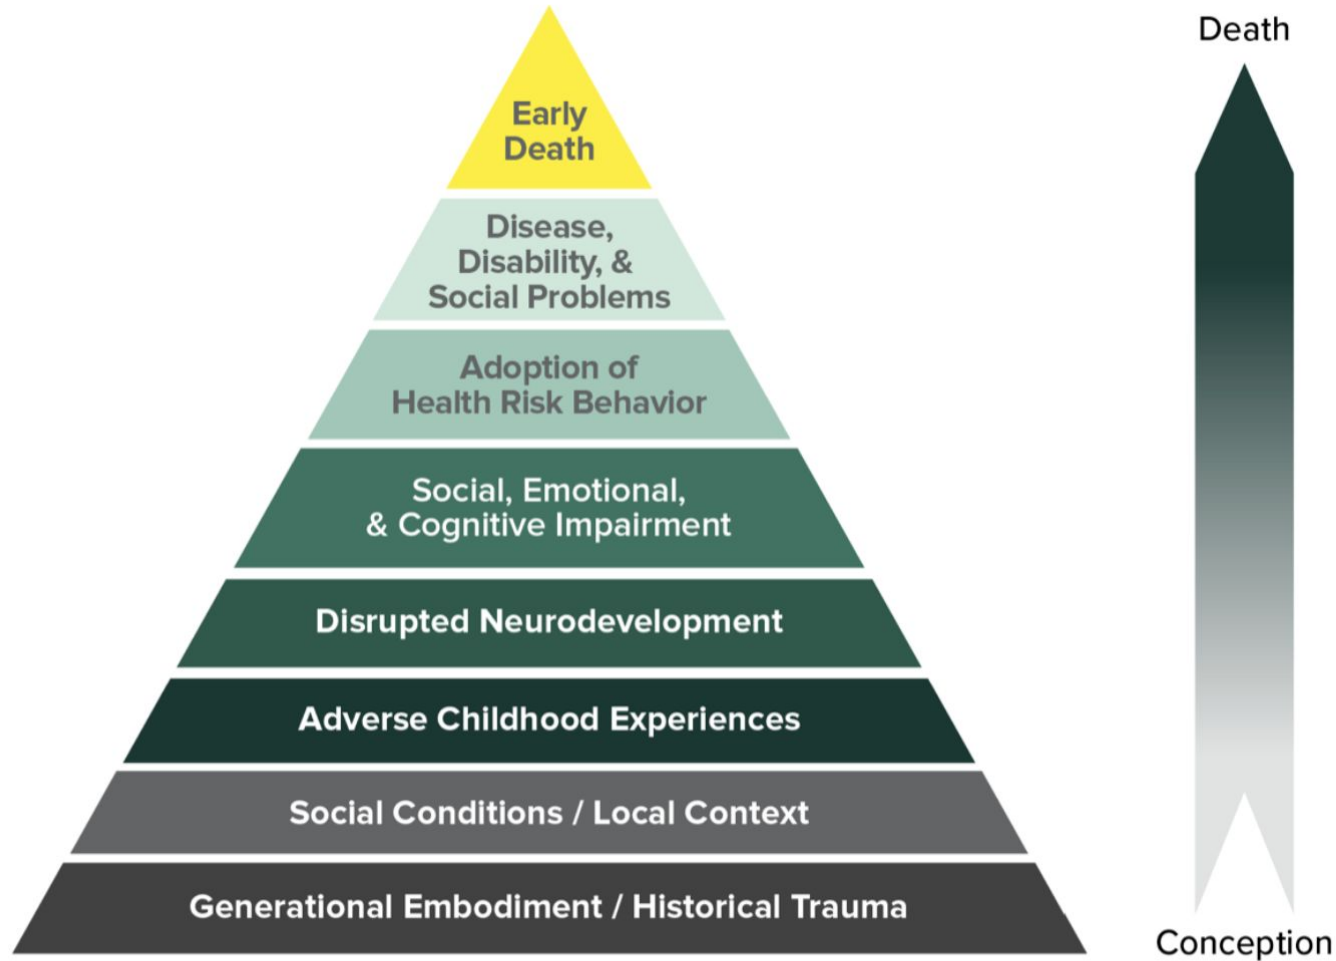 Death
Early
Death
Disease,
Disability, &
Social Problems
Adoption of
Health Risk Behavior
Social, Emotional,
& Cognitive Impairment
Disrupted Neurodevelopment
Adverse Childhood Experiences
Social Conditions / Local Context
Generational Embodiment / Historical Trauma
Conception